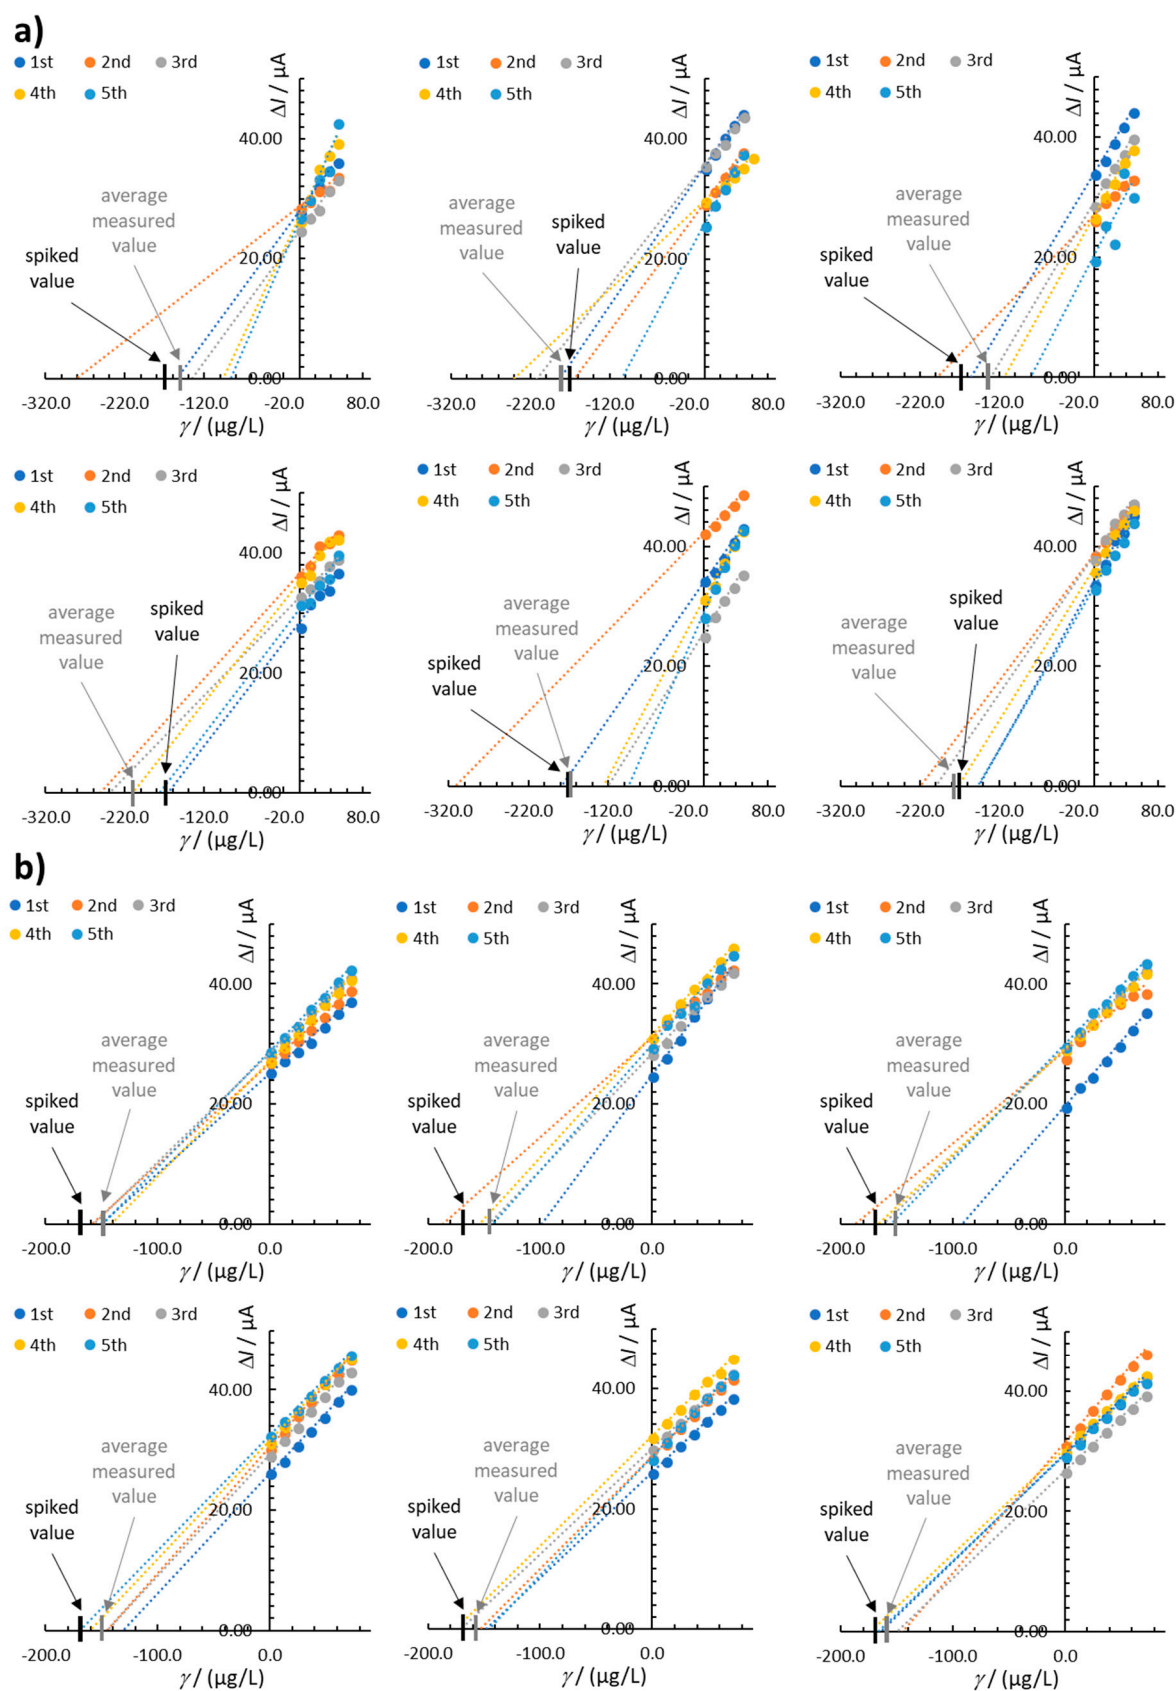 a)
1st 2nd 3rd
4th 5th
ΔI / µA
40.00
20.00
0.00
average
measured
value
spiked
value
-320.0 -220.0 -120.0 -20.0 80.0
γ / (µg/L)
1st 2nd 3rd
4th 5th
ΔI / µA
40.00
20.00
0.00
average
measured
value
spiked
value
-320.0 -220.0 -120.0 -20.0 80.0
γ / (µg/L)
1st 2nd 3rd
4th 5th
ΔI / µA
40.00
20.00
0.00
average
measured
value
spiked
value
-320.0 -220.0 -120.0 -20.0 80.0
γ / (µg/L)
1st 2nd 3rd
4th 5th
ΔI / µA
40.00
20.00
0.00
average
measured
value
spiked
value
-320.0 -220.0 -120.0 -20.0 80.0
γ / (µg/L)
1st 2nd 3rd
4th 5th
ΔI / µA
40.00
20.00
0.00
average
measured
value
spiked
value
-320.0 -220.0 -120.0 -20.0 80.0
γ / (µg/L)
1st 2nd 3rd
4th 5th
ΔI / µA
40.00
20.00
0.00
average
measured
value
spiked
value
-320.0 -220.0 -120.0 -20.0 80.0
γ / (µg/L)
b)
1st 2nd 3rd
4th 5th
ΔI / µA
40.00
20.00
0.00
average
measured
value
spiked
value
-200.0 -100.0 0.0
γ / (µg/L)
1st 2nd 3rd
4th 5th
ΔI / µA
40.00
20.00
0.00
average
measured
value
spiked
value
-200.0 -100.0 0.0
γ / (µg/L)
1st 2nd 3rd
4th 5th
ΔI / µA
40.00
20.00
0.00
average
measured
value
spiked
value
-200.0 -100.0 0.0
γ / (µg/L)
1st 2nd 3rd
4th 5th
ΔI / µA
40.00
20.00
0.00
average
measured
value
spiked
value
-200.0 -100.0 0.0
γ / (µg/L)
1st 2nd 3rd
4th 5th
ΔI / µA
40.00
20.00
0.00
average
measured
value
spiked
value
-200.0 -100.0 0.0
γ / (µg/L)
1st 2nd 3rd
4th 5th
ΔI / µA
40.00
20.00
0.00
average
measured
value
spiked
value
-200.0 -100.0 0.0
γ / (µg/L)